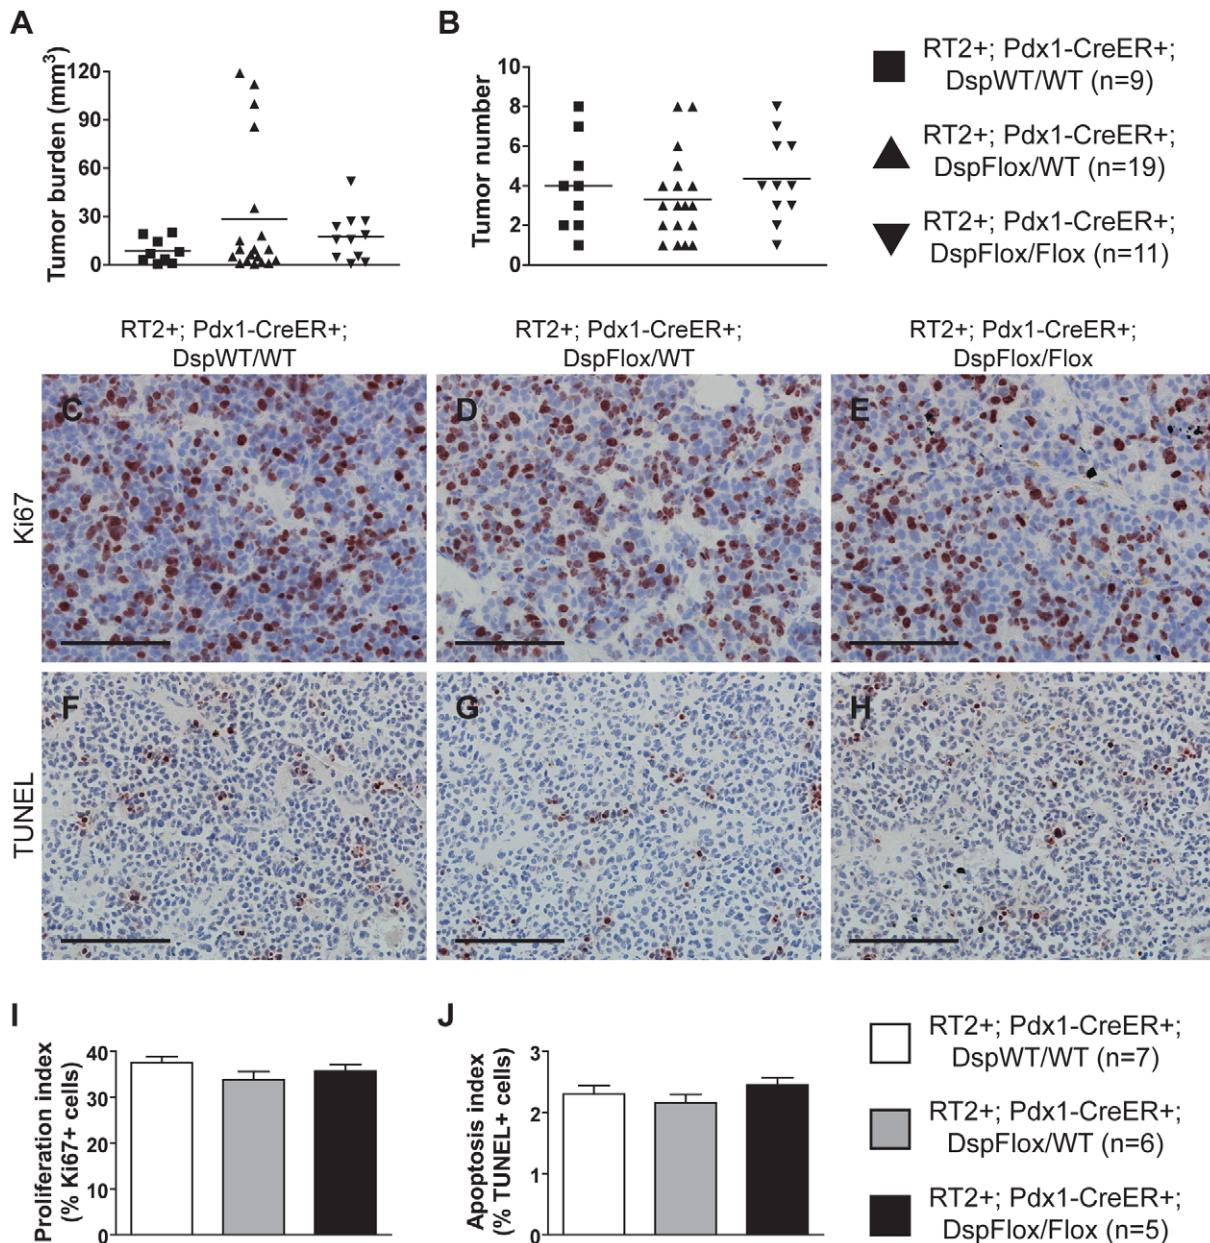 A
B
Tumor burden (mm³)
120
90
60
30
0
Tumor number
10
8
6
4
2
0
RT2+; Pdx1-CreER+;
DspWT/WT (n=9)
RT2+; Pdx1-CreER+;
DspFlox/WT (n=19)
RT2+; Pdx1-CreER+;
DspFlox/Flox (n=11)
RT2+; Pdx1-CreER+;
DspWT/WT
RT2+; Pdx1-CreER+;
DspFlox/WT
RT2+; Pdx1-CreER+;
DspFlox/Flox
Ki67
C
D
E
TUNEL
F
G
H
I
J
Proliferation index
(% Ki67+ cells)
40
30
20
10
0
Apoptosis index
(% TUNEL+ cells)
3
2
1
0
RT2+; Pdx1-CreER+;
DspWT/WT (n=7)
RT2+; Pdx1-CreER+;
DspFlox/WT (n=6)
RT2+; Pdx1-CreER+;
DspFlox/Flox (n=5)